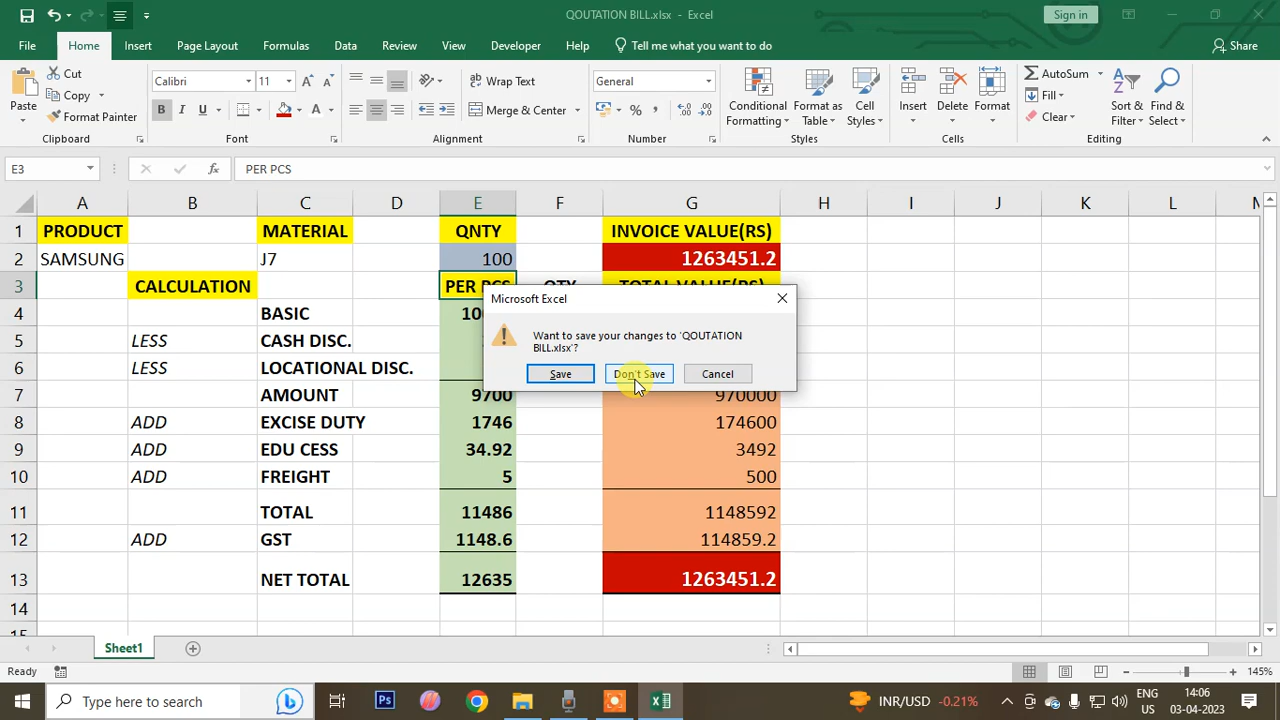 QOUTATION BILL.xlsx - Excel
Sign in
File Home Insert Page Layout Formulas Data Review View Developer Help Tell me what you want to do Share
Paste
Cut
Copy
Format Painter
Clipboard
Calibri 11
B I U
Font
Wrap Text
Merge & Center
Alignment
General
Number
Conditional Formatting
Format as Table
Cell Styles
Styles
Insert
Delete
Format
Cells
AutoSum
Fill
Clear
Sort & Filter
Find & Select
Editing
E3 fx PER PCS
A B C D E F G H I J K L M
1 PRODUCT MATERIAL QNTY INVOICE VALUE(RS)
2 SAMSUNG J7 100 1263451.2
3 CALCULATION PER PCS QTY TOTAL VALUE(RS)
4 BASIC
5 LESS CASH DISC.
6 LESS LOCATIONAL DISC.
7 AMOUNT 9700 970000
8 ADD EXCISE DUTY 1746 174600
9 ADD EDU CESS 34.92 3492
10 ADD FREIGHT 5 500
11 TOTAL 11486 1148592
12 ADD GST 1148.6 114859.2
13 NET TOTAL 12635 1263451.2
14
15
Microsoft Excel
Want to save your changes to 'QOUTATION
BILL.xlsx'?
Save Don't Save Cancel
Sheet1
Ready
145%
Type here to search
Ps
INR/USD -0.21%
ENG
US
14:06
03-04-2023